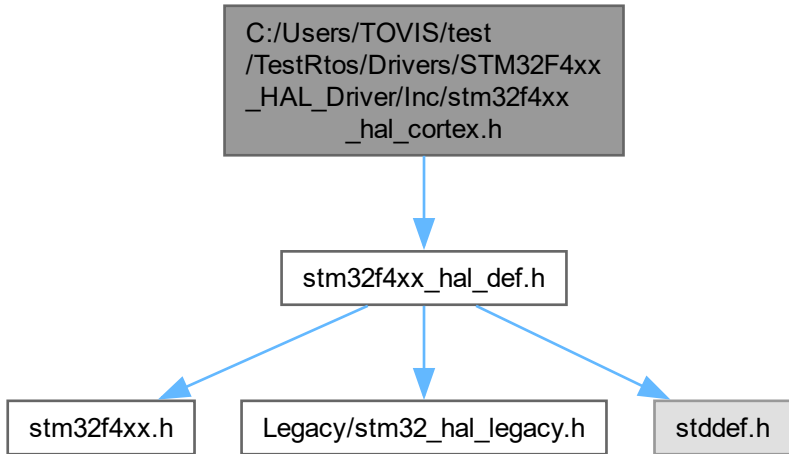 C:/Users/TOVIS/test
/TestRtos/Drivers/STM32F4xx
_HAL_Driver/Inc/stm32f4xx
_hal_cortex.h
stm32f4xx_hal_def.h
stm32f4xx.h
Legacy/stm32_hal_legacy.h
stddef.h